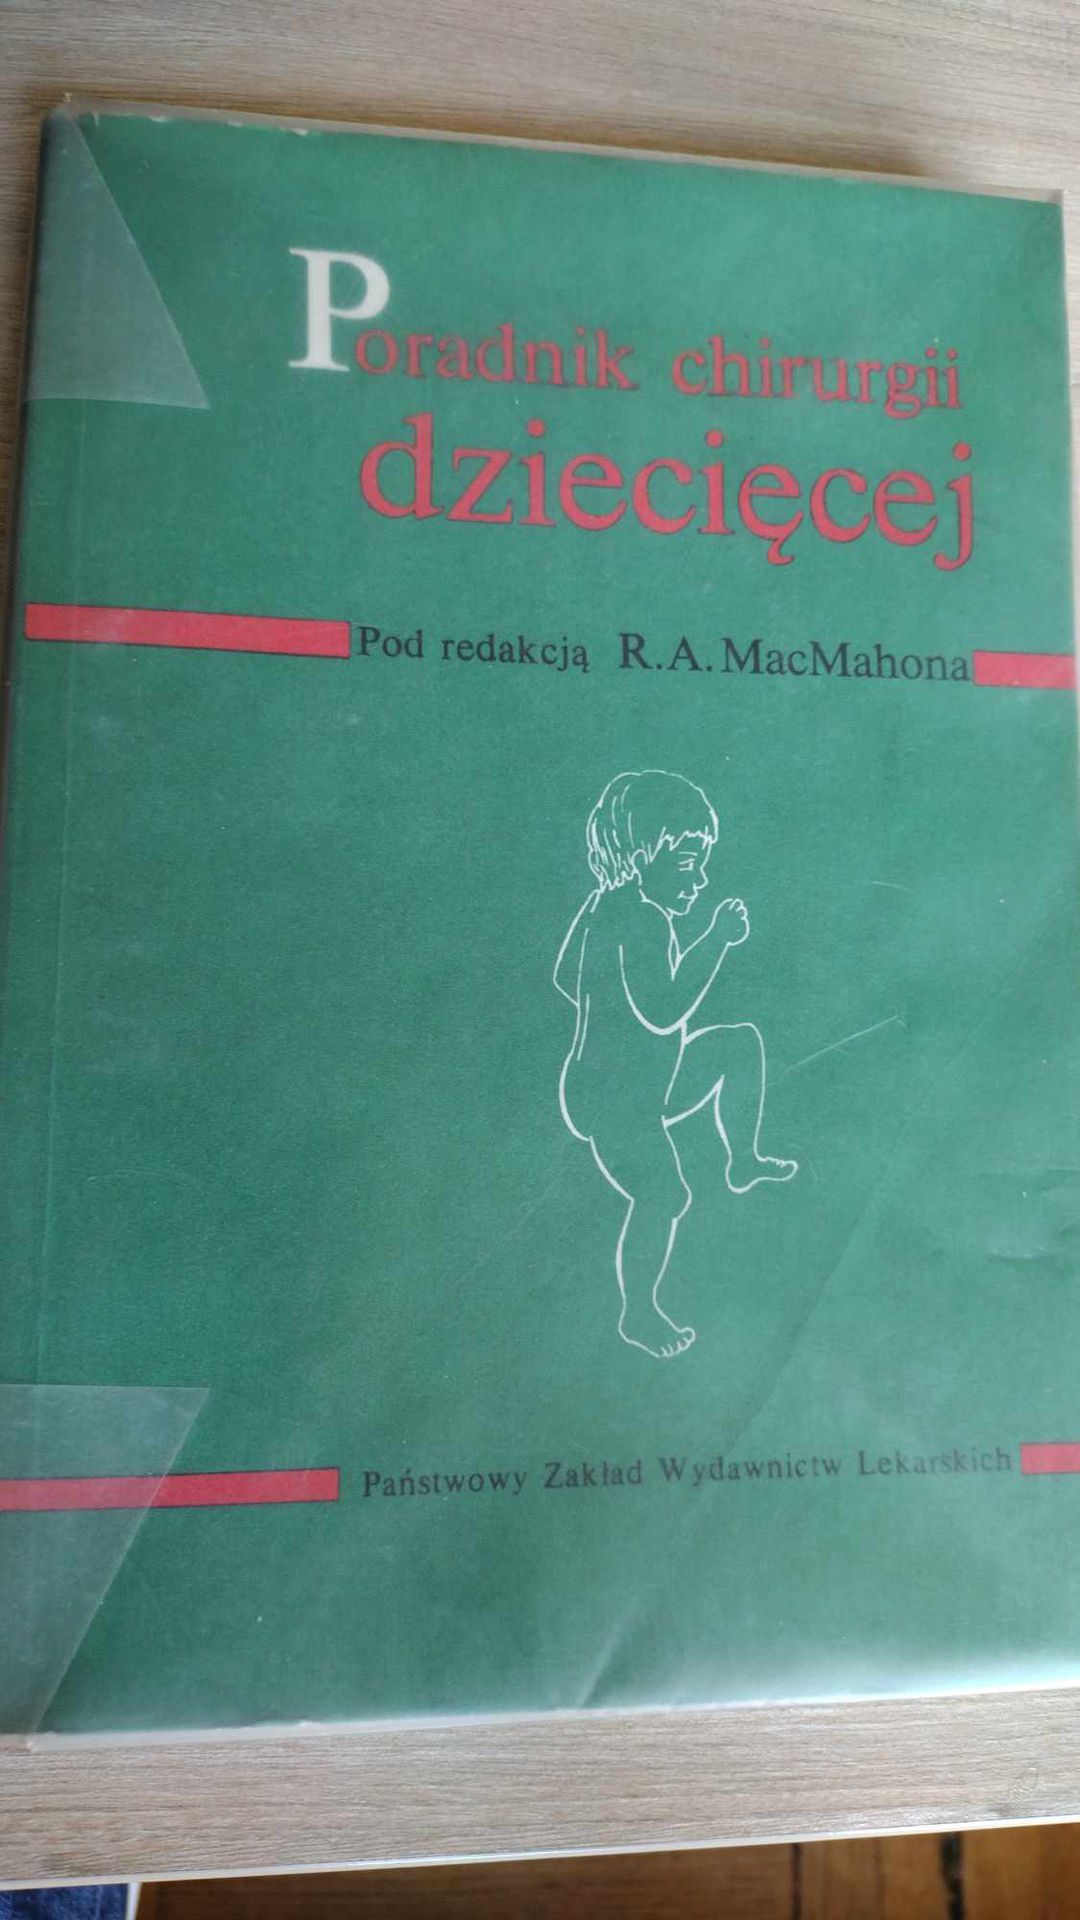 Poradnik chirurgii
dziecięcej
Pod redakcją R.A. MacMahona
Państwowy Zakład Wydawnictw Lekarskich